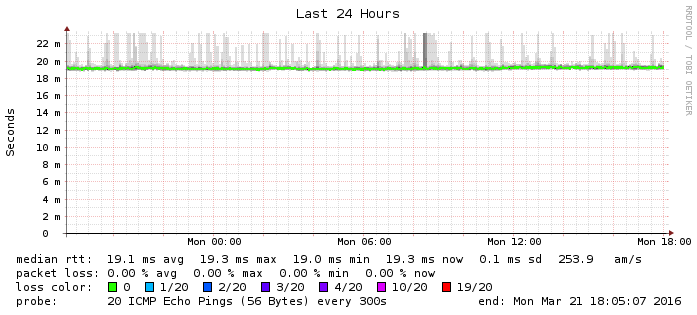 Last 24 Hours
RRDTOOL / TOBI OETIKER
Seconds
22 m
20 m
18 m
16 m
14 m
12 m
10 m
8 m
6 m
4 m
2 m
0
Mon 00:00 Mon 06:00 Mon 12:00 Mon 18:00
median rtt: 19.1 ms avg 19.3 ms max 19.0 ms min 19.3 ms now 0.1 ms sd 253.9 am/s
packet loss: 0.00 % avg 0.00 % max 0.00 % min 0.00 % now
loss color: 0 1/20 2/20 3/20 4/20 10/20 19/20
probe: 20 ICMP Echo Pings (56 Bytes) every 300s end: Mon Mar 21 18:05:07 2016